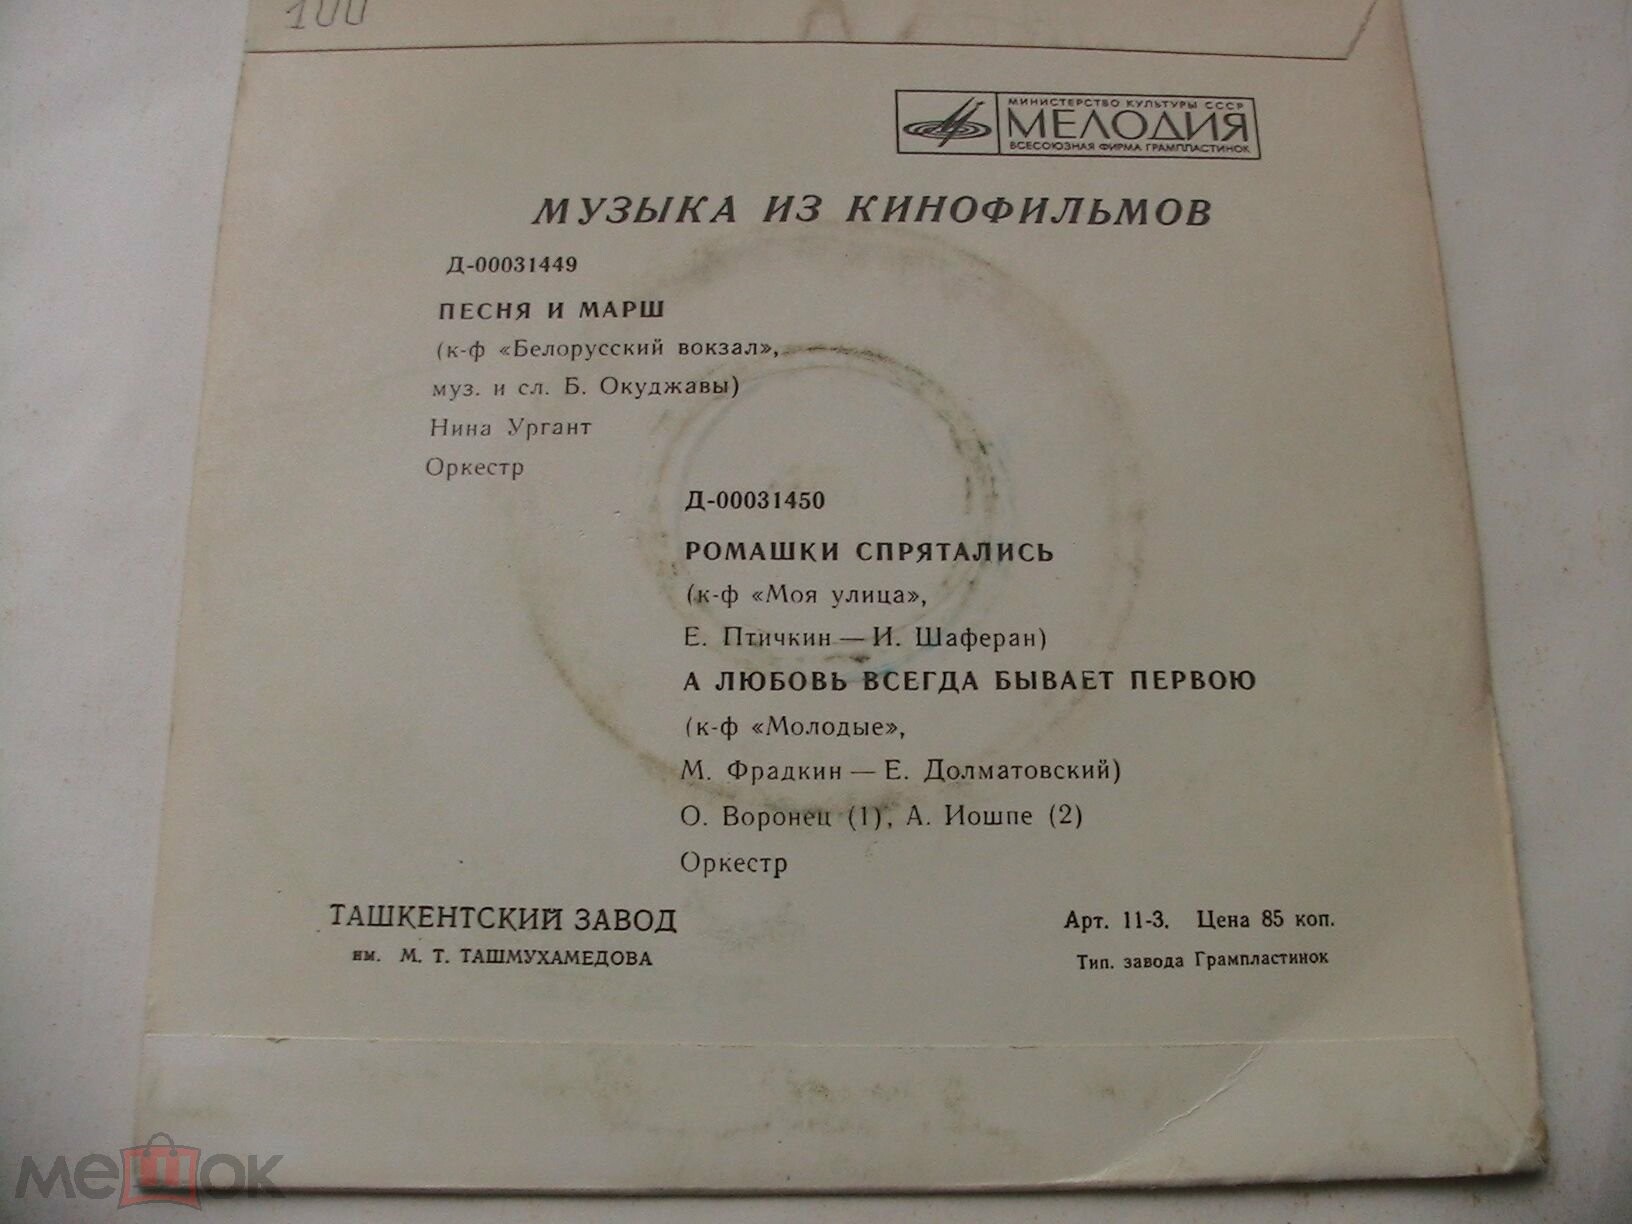 100
МИНИСТЕРСТВО КУЛЬТУРЫ СССР
МЕЛОДИЯ
ВСЕСОЮЗНАЯ ФИРМА ГРАМПЛАСТИНОК
МУЗЫКА ИЗ КИНОФИЛЬМОВ
Д-00031449
ПЕСНЯ И МАРШ
(к-ф «Белорусский вокзал»,
муз. и сл. Б. Окуджавы)
Нина Ургант
Оркестр
Д-00031450
РОМАШКИ СПРЯТАЛИСЬ
(к-ф «Моя улица»,
Е. Птичкин — И. Шаферан)
А ЛЮБОВЬ ВСЕГДА БЫВАЕТ ПЕРВОЮ
(к-ф «Молодые»,
М. Фрадкин — Е. Долматовский)
О. Воронец (1), А. Иошпе (2)
Оркестр
ТАШКЕНТСКИЙ ЗАВОД
им. М. Т. ТАШМУХАМЕДОВА
Арт. 11-3. Цена 85 коп.
Тип. завода Грампластинок
мешок